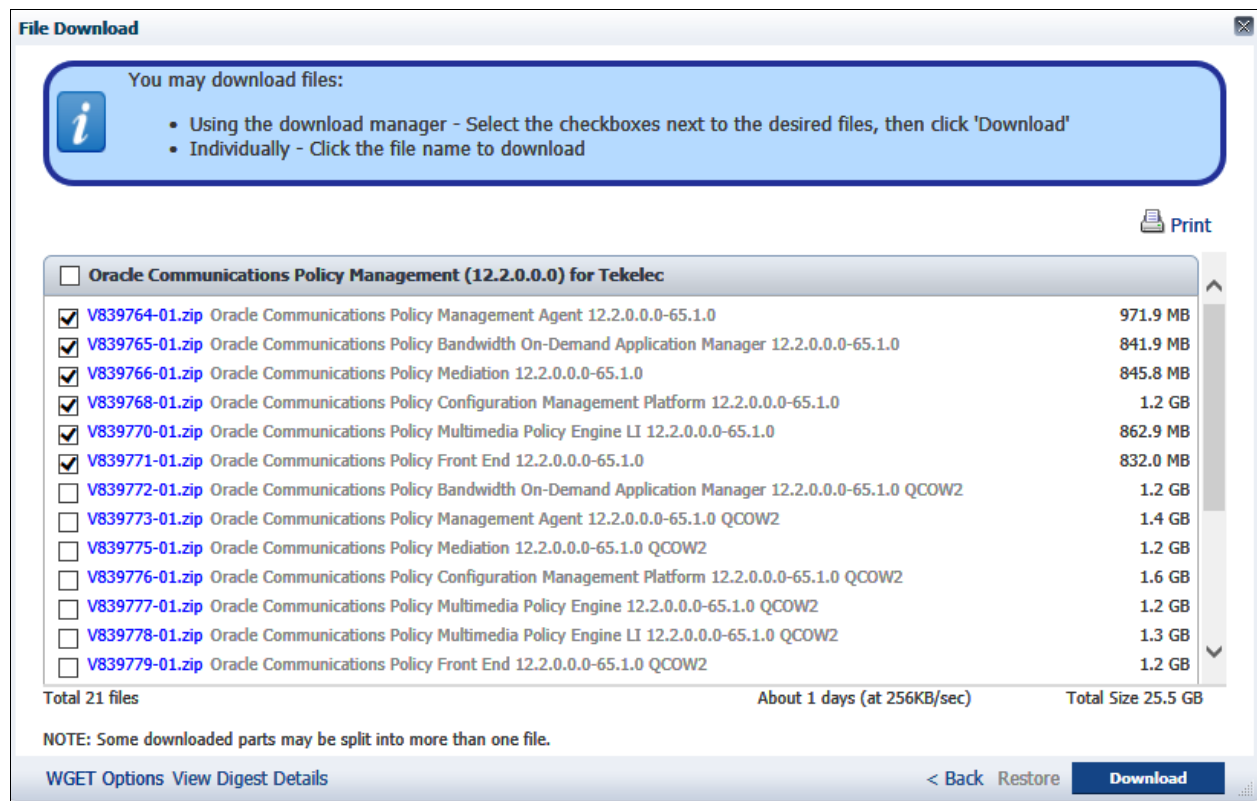 File Download
You may download files:
• Using the download manager - Select the checkboxes next to the desired files, then click 'Download'
• Individually - Click the file name to download
Print
Oracle Communications Policy Management (12.2.0.0.0) for Tekelec
V839764-01.zip Oracle Communications Policy Management Agent 12.2.0.0.0-65.1.0 971.9 MB
V839765-01.zip Oracle Communications Policy Bandwidth On-Demand Application Manager 12.2.0.0.0-65.1.0 841.9 MB
V839766-01.zip Oracle Communications Policy Mediation 12.2.0.0.0-65.1.0 845.8 MB
V839768-01.zip Oracle Communications Policy Configuration Management Platform 12.2.0.0.0-65.1.0 1.2 GB
V839770-01.zip Oracle Communications Policy Multimedia Policy Engine LI 12.2.0.0.0-65.1.0 862.9 MB
V839771-01.zip Oracle Communications Policy Front End 12.2.0.0.0-65.1.0 832.0 MB
V839772-01.zip Oracle Communications Policy Bandwidth On-Demand Application Manager 12.2.0.0.0-65.1.0 QCOW2 1.2 GB
V839773-01.zip Oracle Communications Policy Management Agent 12.2.0.0.0-65.1.0 QCOW2 1.4 GB
V839775-01.zip Oracle Communications Policy Mediation 12.2.0.0.0-65.1.0 QCOW2 1.2 GB
V839776-01.zip Oracle Communications Policy Configuration Management Platform 12.2.0.0.0-65.1.0 QCOW2 1.6 GB
V839777-01.zip Oracle Communications Policy Multimedia Policy Engine 12.2.0.0.0-65.1.0 QCOW2 1.2 GB
V839778-01.zip Oracle Communications Policy Multimedia Policy Engine LI 12.2.0.0.0-65.1.0 QCOW2 1.3 GB
V839779-01.zip Oracle Communications Policy Front End 12.2.0.0.0-65.1.0 QCOW2 1.2 GB
Total 21 files About 1 days (at 256KB/sec) Total Size 25.5 GB
NOTE: Some downloaded parts may be split into more than one file.
WGET Options View Digest Details < Back Restore Download